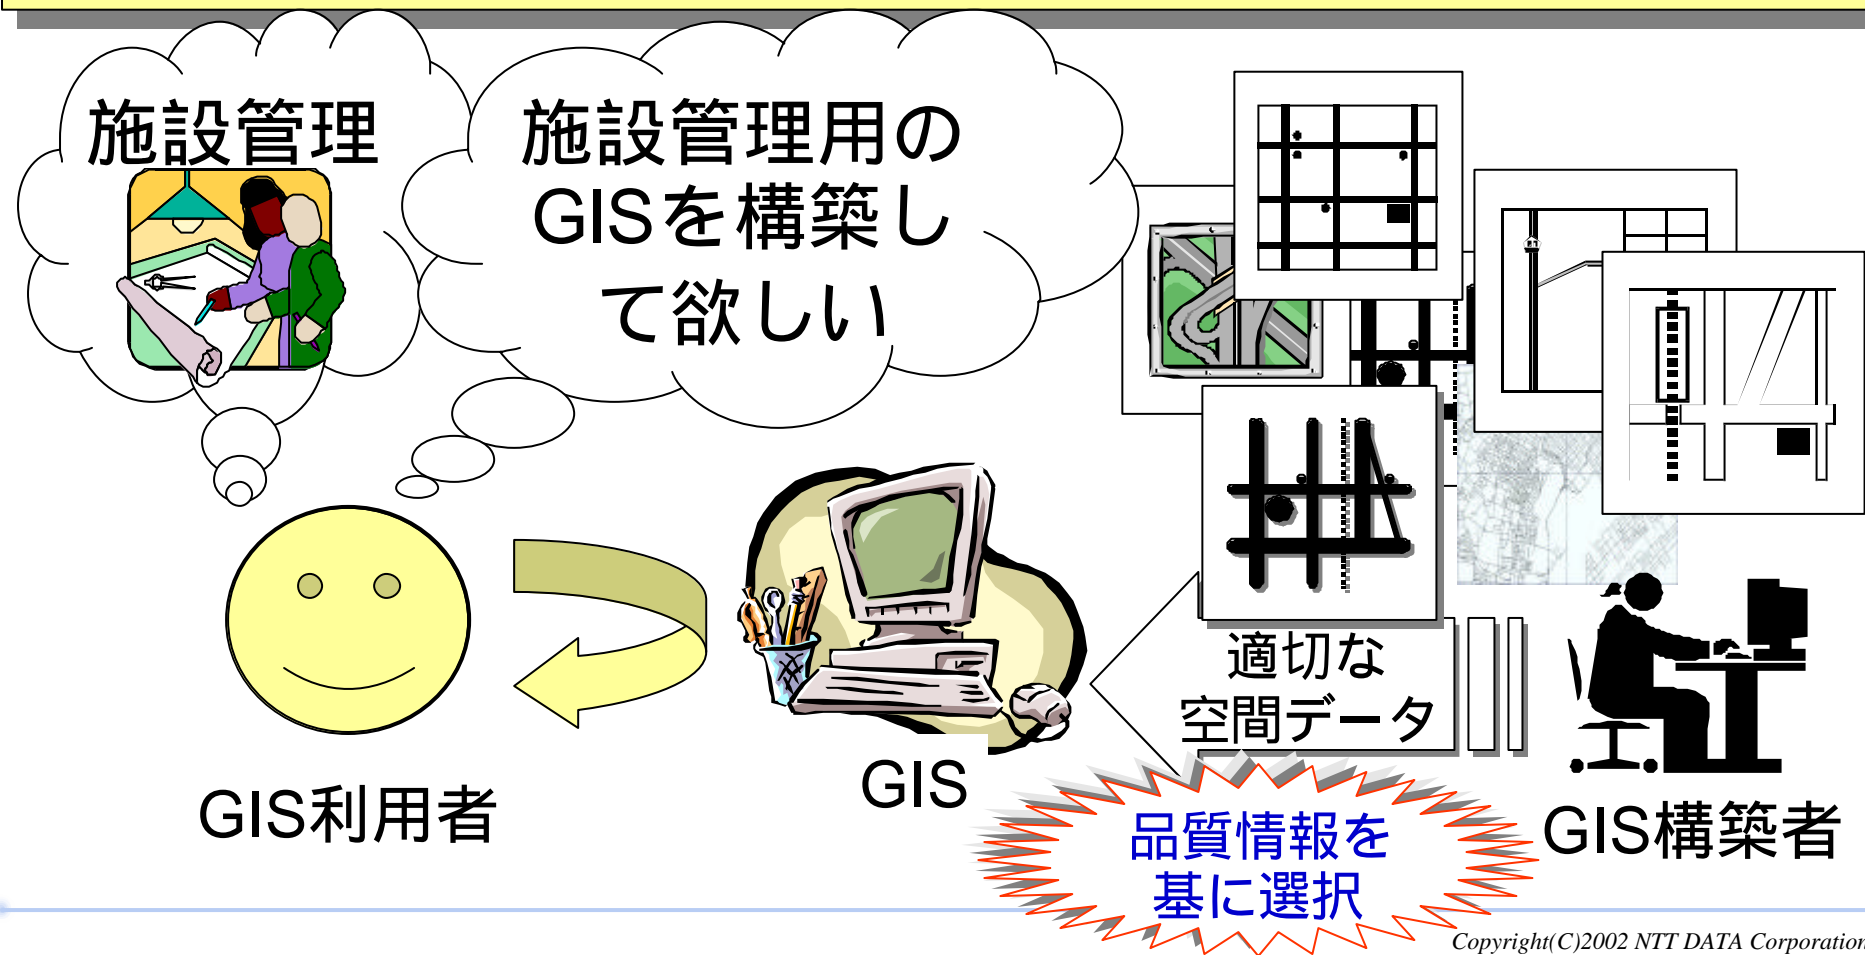 施設管理
施設管理用の
GISを構築し
て欲しい
適切な
空間データ
GIS
GIS利用者
品質情報を
基に選択
GIS構築者
Copyright(C)2002 NTT DATA Corporation